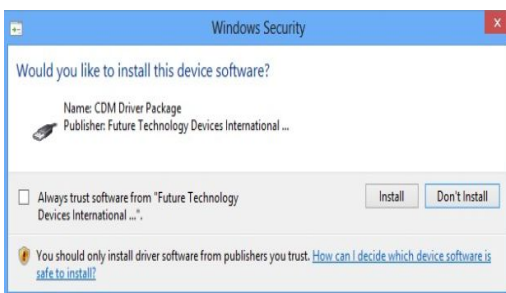 Windows Security
x
Would you like to install this device software?
Name: CDM Driver Package
Publisher: Future Technology Devices International ...
Always trust software from "Future Technology
Devices International ...".
Install
Don't Install
You should only install driver software from publishers you trust. How can I decide which device software is
safe to install?